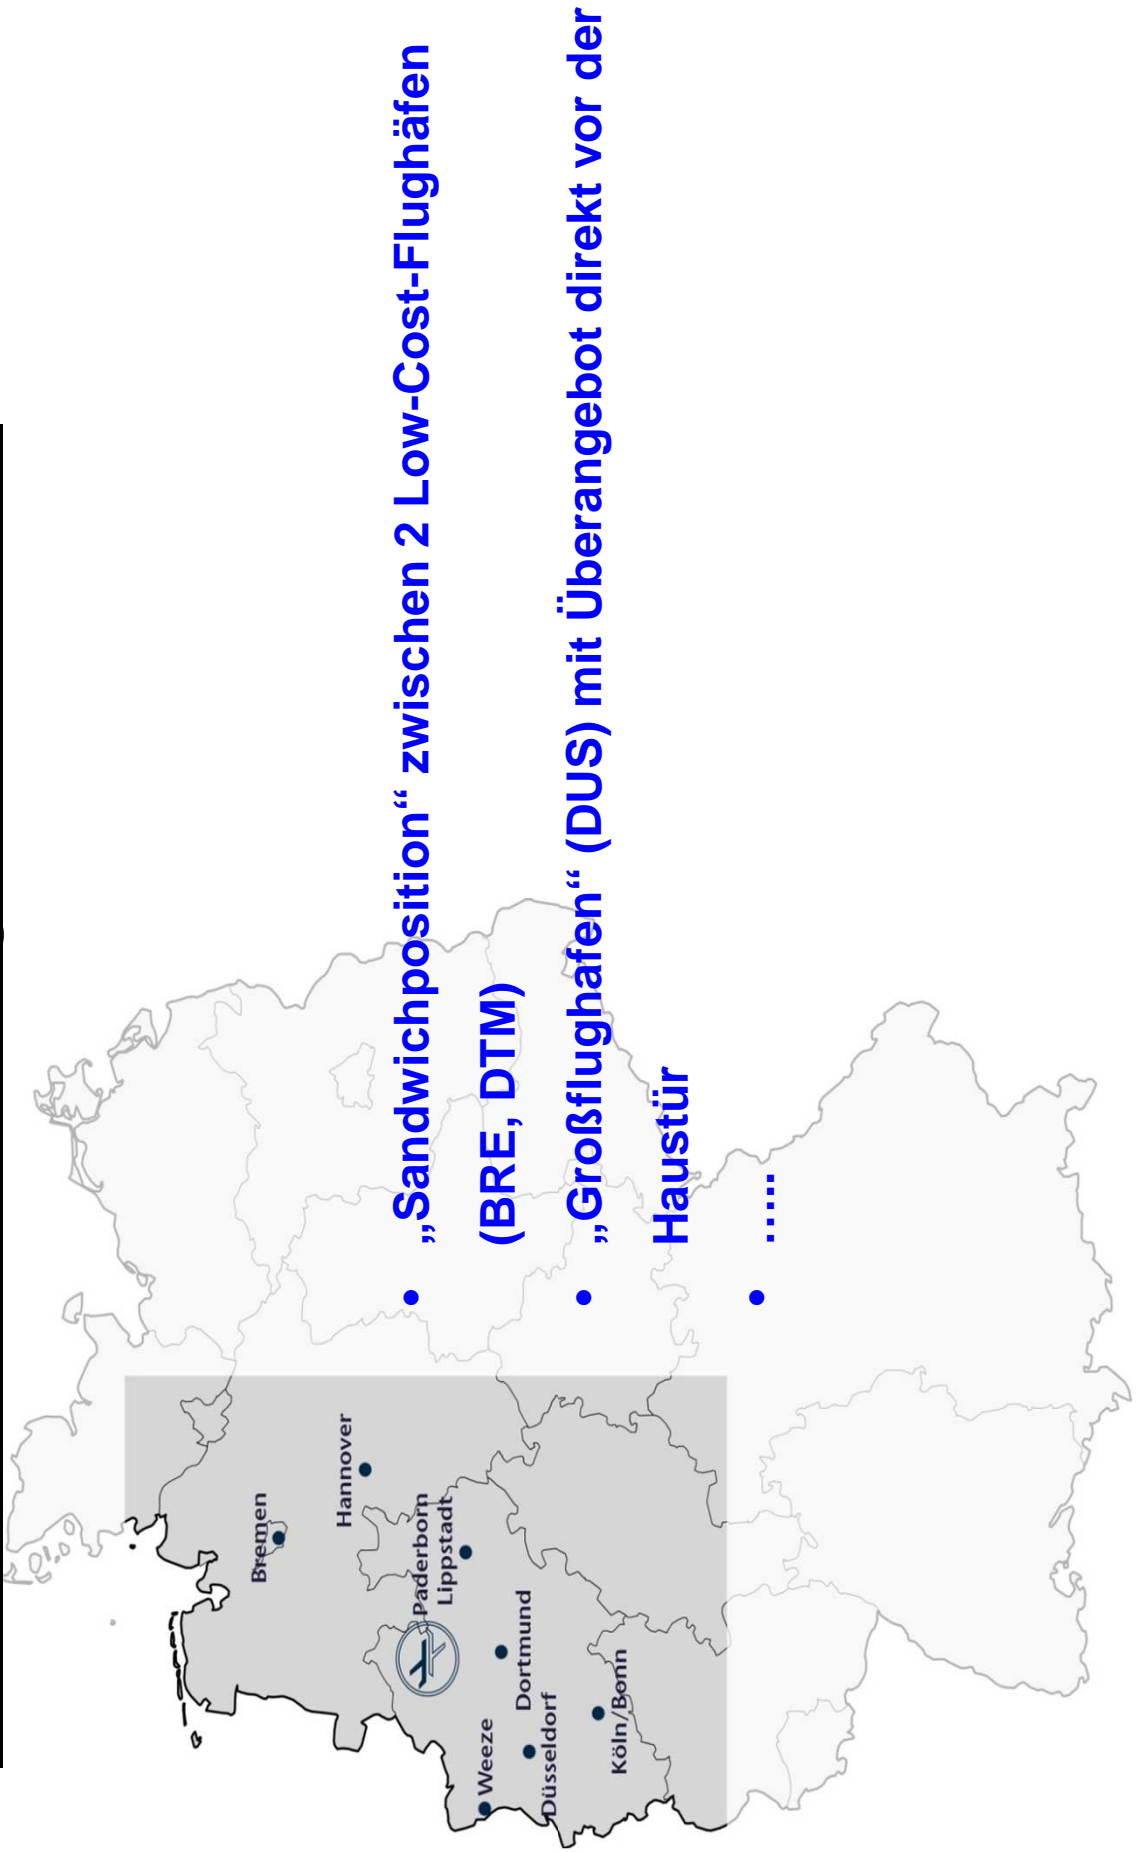 • „Sandwichposition“ zwischen 2 Low-Cost-Flughäfen
(BRE, DTM)
• „Großflughafen“ (DUS) mit Überangebot direkt vor der
Haustür
• …..
Bremen
Hannover
Paderborn
Lippstadt
Dortmund
Weeze
Düsseldorf
Köln/Bonn